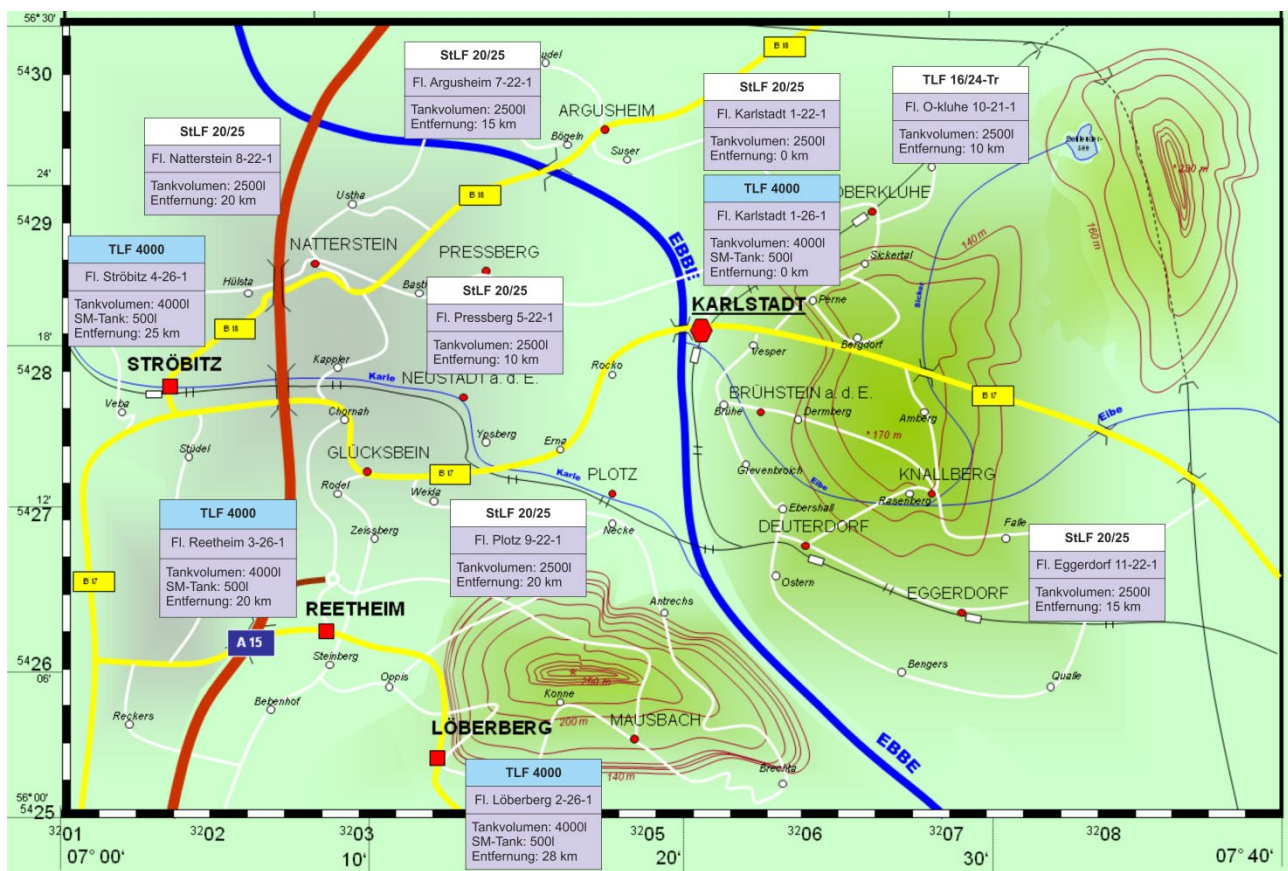 56° 30'
54 30
24'
54 29
18'
54 28
12'
54 27
54 26
06'
56° 00'
54 25
32 01
32 02
32 03
32 05
32 06
32 07
32 08
07° 00'
10'
20'
30'
07° 40'
StLF 20/25
Fl. Argusheim 7-22-1
Tankvolumen: 2500l
Entfernung: 15 km
StLF 20/25
Fl. Karlstadt 1-22-1
Tankvolumen: 2500l
Entfernung: 0 km
TLF 16/24-Tr
Fl. O-kluhe 10-21-1
Tankvolumen: 2500l
Entfernung: 10 km
StLF 20/25
Fl. Natterstein 8-22-1
Tankvolumen: 2500l
Entfernung: 20 km
TLF 4000
Fl. Karlstadt 1-26-1
Tankvolumen: 4000l
SM-Tank: 500l
Entfernung: 0 km
TLF 4000
Fl. Ströbitz 4-26-1
Tankvolumen: 4000l
SM-Tank: 500l
Entfernung: 25 km
StLF 20/25
Fl. Pressberg 5-22-1
Tankvolumen: 2500l
Entfernung: 10 km
TLF 4000
Fl. Reetheim 3-26-1
Tankvolumen: 4000l
SM-Tank: 500l
Entfernung: 20 km
StLF 20/25
Fl. Plotz 9-22-1
Tankvolumen: 2500l
Entfernung: 20 km
StLF 20/25
Fl. Eggerdorf 11-22-1
Tankvolumen: 2500l
Entfernung: 15 km
TLF 4000
Fl. Löberberg 2-26-1
Tankvolumen: 4000l
SM-Tank: 500l
Entfernung: 28 km
B 18
udel
ARGUSHEIM
Bögeln
Suser
Ustha
B 18
NATTERSTEIN
PRESSBERG
Hülsta
Basth
B 18
EBBE
OBERKLUHE
Sickertal
140 m
160 m
* 230 m
Sicker
Perne
KARLSTADT
Bergdorf
Vesper
STRÖBITZ
Kappler
Karle
NEUSTADT a. d. E.
Rocko
Veba
Chornah
Stüdel
Ypsberg
Erna
BRÜHSTEIN a. d. E.
Brühe
Dermberg
Amberg
B 17
* 170 m
Eibe
GLÜCKSBEIN
B 17
Karle
PLOTZ
Grevenbroich
Eibe
KNALLBERG
Rasenberg
Rodel
Weida
Zeissberg
Necke
Ebershall
DEUTERDORF
Falle
B 17
Ostern
EGGERDORF
REETHEIM
A 15
Antrechs
Steinberg
Oppis
Bebenhof
Reckers
* 260 m
Konne
200 m
MAUSBACH
LÖBERBERG
140 m
Brechta
EBBE
Bengers
Qualle